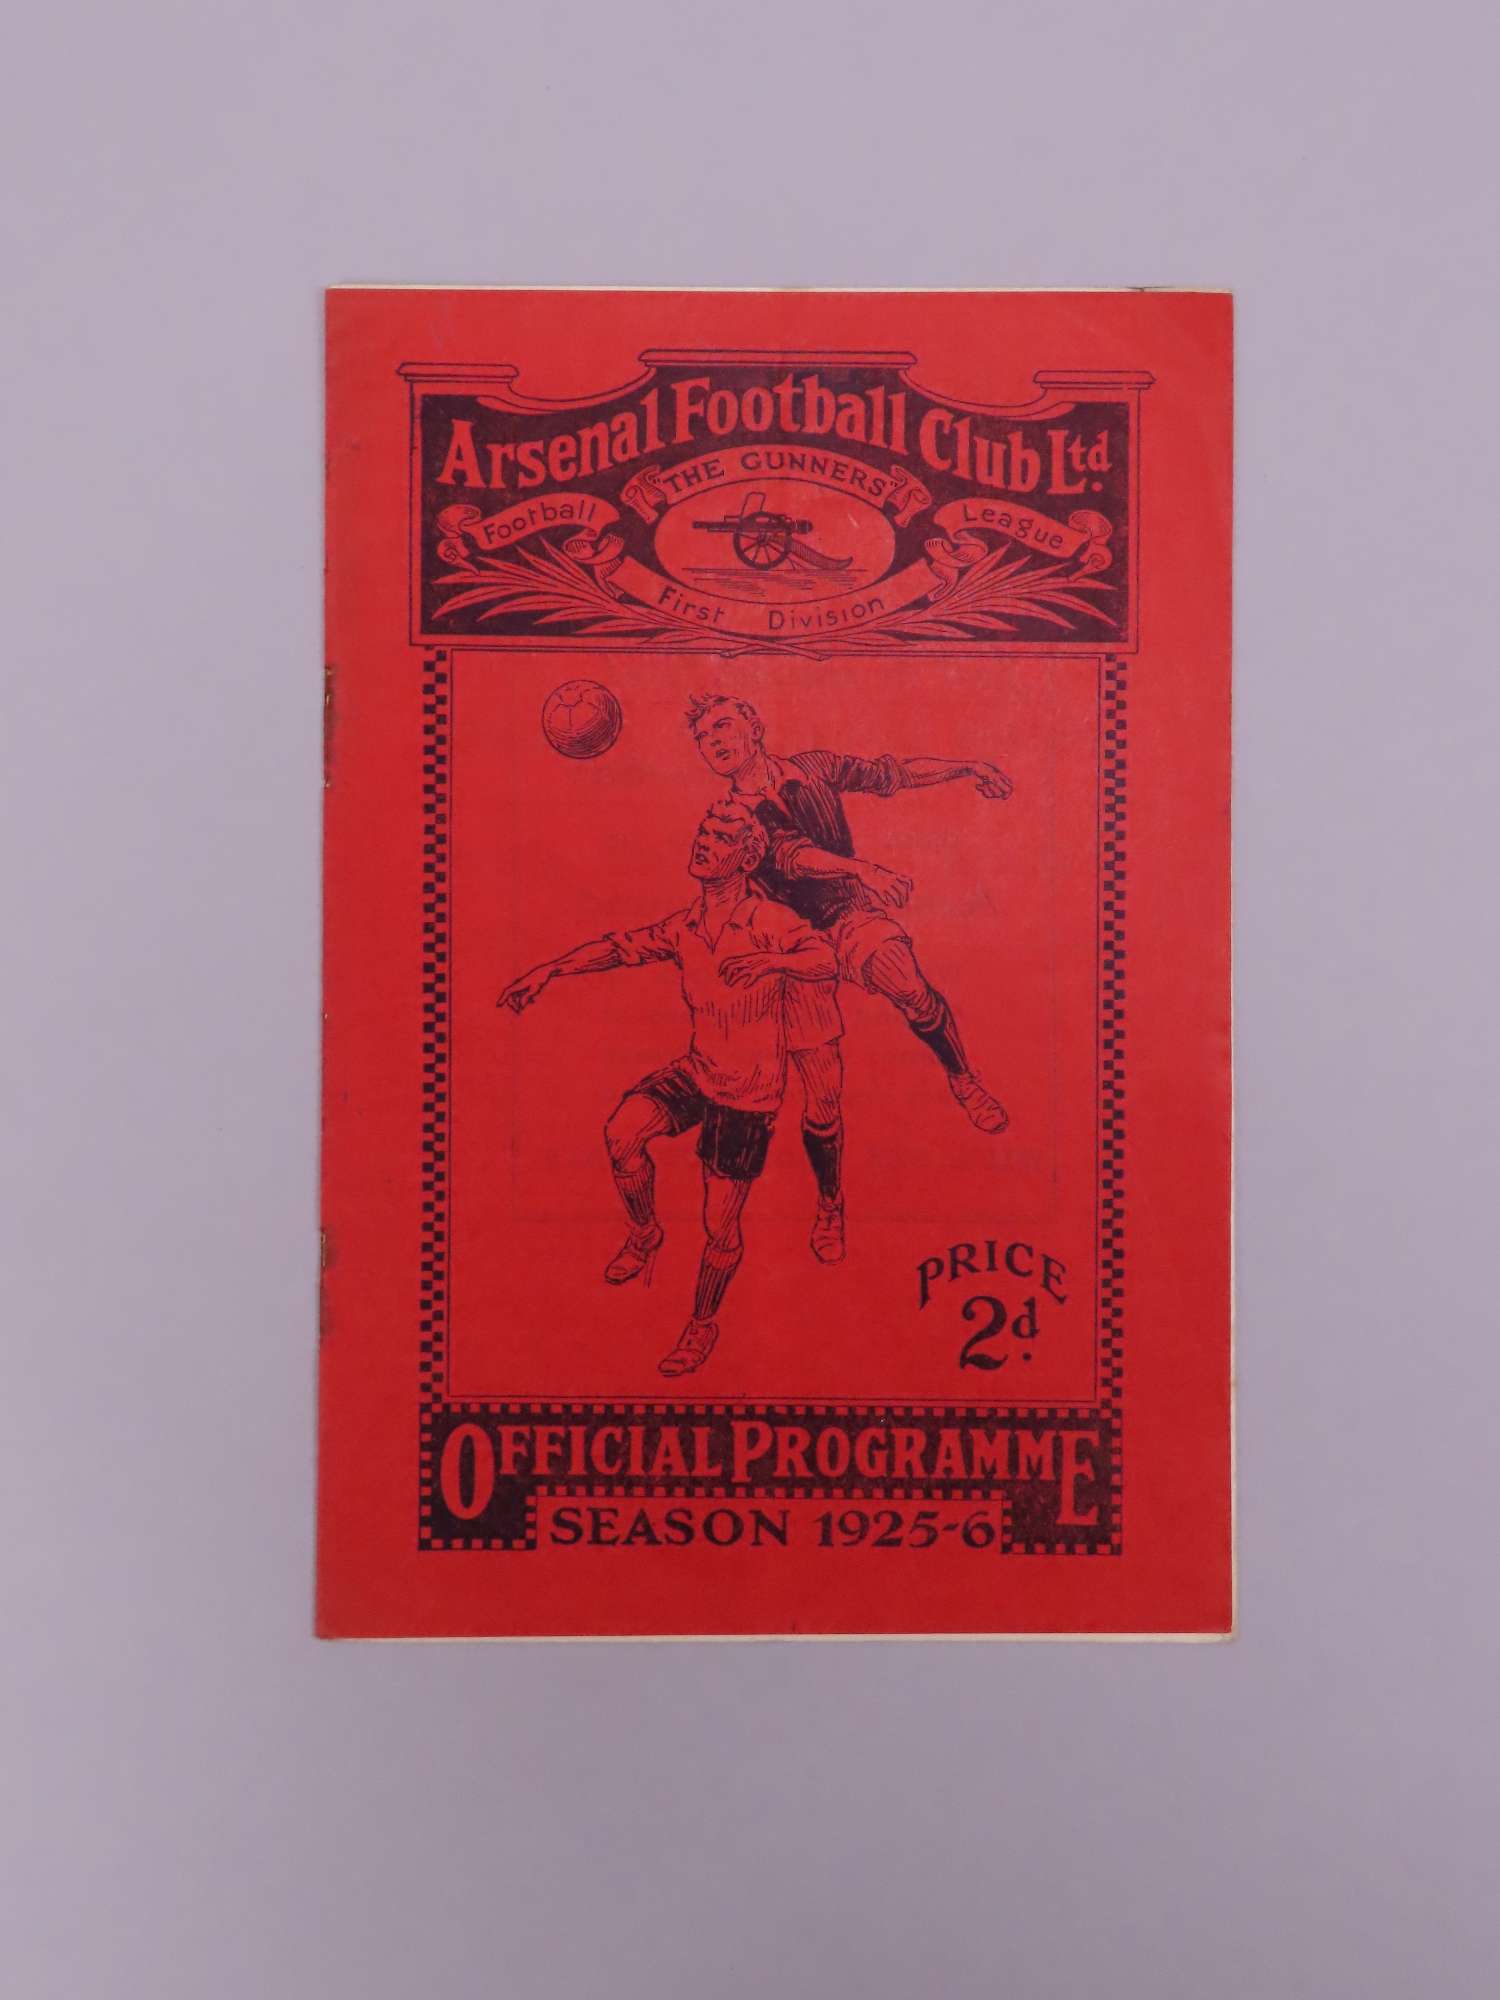 Arsenal Football Club Ltd.
"THE GUNNERS"
Football League
First Division
PRICE
2d.
OFFICIAL PROGRAMME
SEASON 1925-6